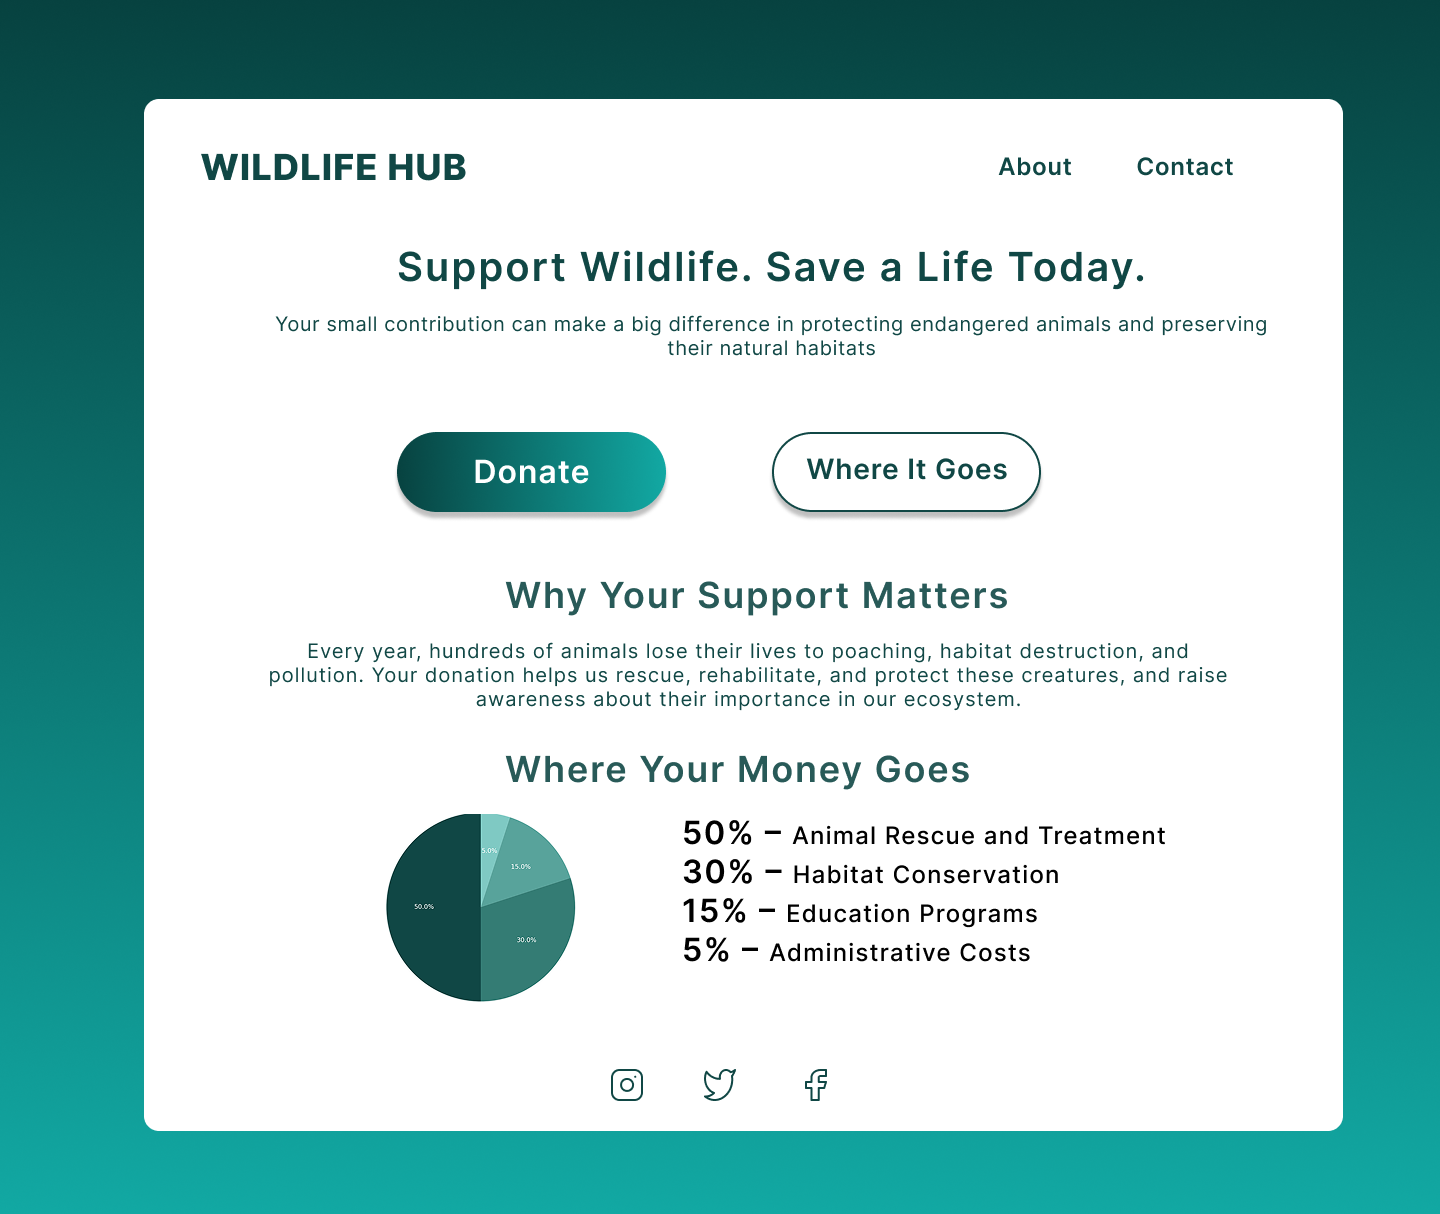 WILDLIFE HUB
About
Contact
Support Wildlife. Save a Life Today.
Your small contribution can make a big difference in protecting endangered animals and preserving
their natural habitats
Donate
Where It Goes
Why Your Support Matters
Every year, hundreds of animals lose their lives to poaching, habitat destruction, and
pollution. Your donation helps us rescue, rehabilitate, and protect these creatures, and raise
awareness about their importance in our ecosystem.
Where Your Money Goes
5.0%
15.0%
50.0%
30.0%
50% – Animal Rescue and Treatment
30% – Habitat Conservation
15% – Education Programs
5% – Administrative Costs